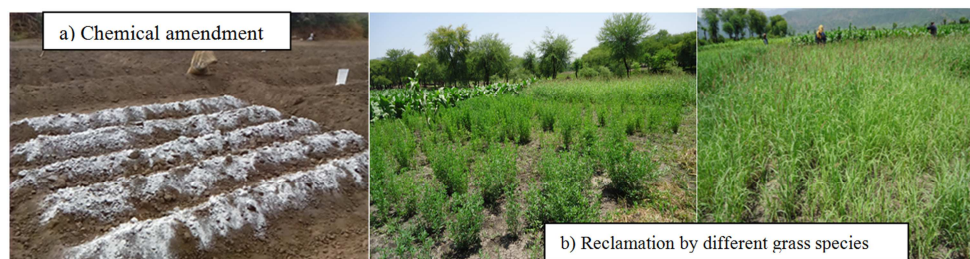 a) Chemical amendment
b) Reclamation by different grass species